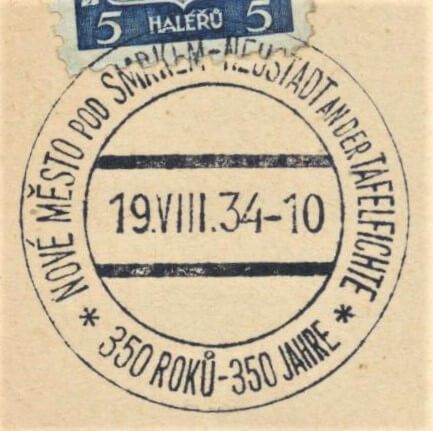 5 HALÉŘŮ 5
NOVÉ MĚSTO POD SMRKEM-NEUSTADT AN DER TAFELFICHTE
19.VIII.34-10
* 350 ROKŮ-350 JAHRE *